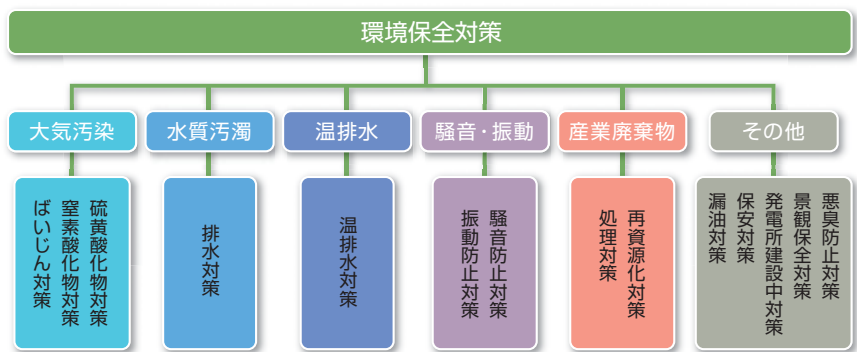 環境保全対策
大気汚染
水質汚濁
温排水
騒音・振動
産業廃棄物
その他
硫黄酸化物対策
窒素酸化物対策
ばいじん対策
排水対策
温排水対策
騒音防止対策
振動防止対策
再資源化対策
処理対策
悪臭防止対策
景観保全対策
発電所建設中対策
保安対策
漏油対策